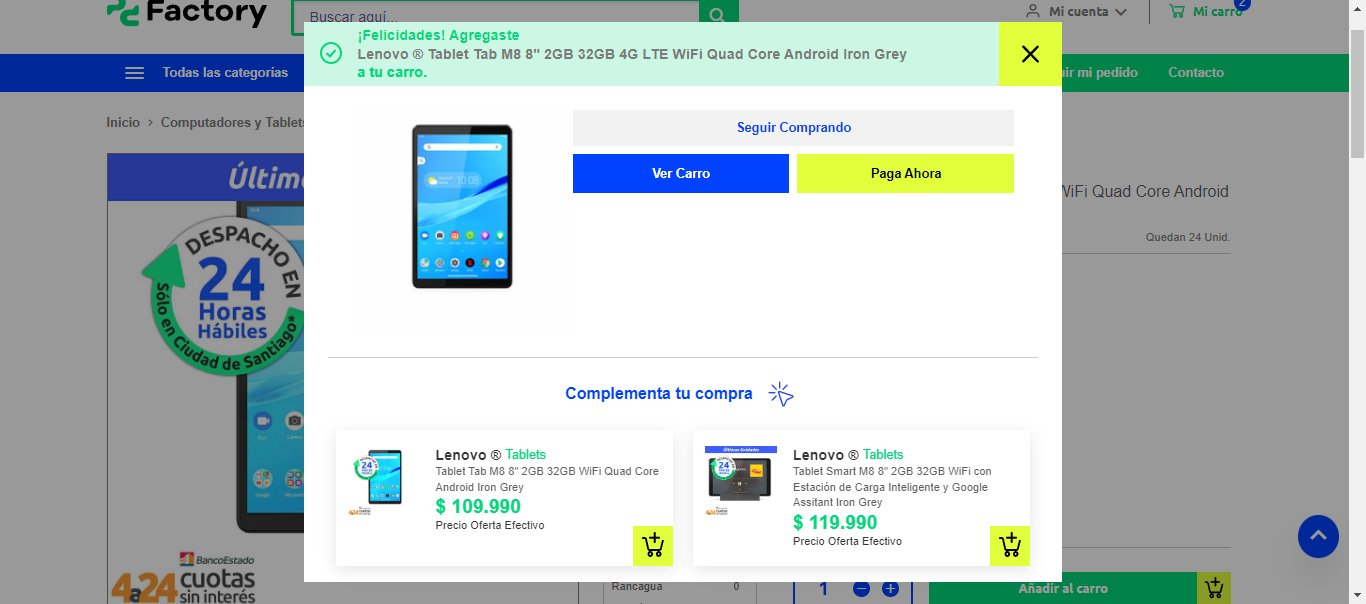 Factory
Buscar aquí...
Mi cuenta
Mi carro
2
Todas las categorías
mi pedido
Contacto
¡Felicidades! Agregaste
Lenovo ® Tablet Tab M8 8" 2GB 32GB 4G LTE WiFi Quad Core Android Iron Grey
a tu carro.
Inicio > Computadores y Tablets
Seguir Comprando
Ver Carro
Paga Ahora
WiFi Quad Core Android
Quedan 24 Unid.
DESPACHO EN
24
Horas
Hábiles
Sólo en Ciudad de Santiago*
10:08
Complementa tu compra
Lenovo ® Tablets
Tablet Tab M8 8" 2GB 32GB WiFi Quad Core
Android Iron Grey
$ 109.990
Precio Oferta Efectivo
Últimas Unidades
Lenovo ® Tablets
Tablet Smart M8 8" 2GB 32GB WiFi con
Estación de Carga Inteligente y Google
Assitant Iron Grey
$ 119.990
Precio Oferta Efectivo
BancoEstado
4a24 CUOTAS
sin interés
Rancagua 0
1
Añadir al carro